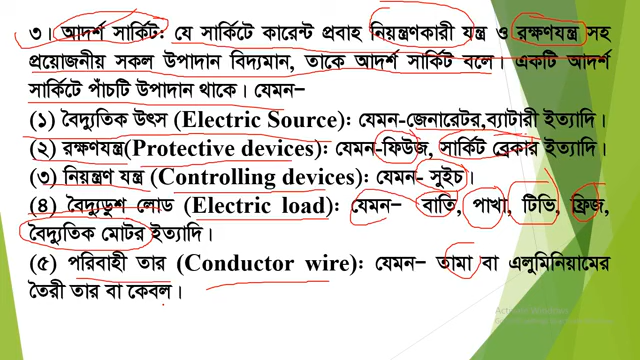 ৩। আদর্শ সার্কিট: যে সার্কিটে কারেন্ট প্রবাহ নিয়ন্ত্রণকারী যন্ত্র ও রক্ষণযন্ত্র সহ
প্রয়োজনীয় সকল উপাদান বিদ্যমান, তাকে আদর্শ সার্কিট বলে। একটি আদর্শ
সার্কিটে পাঁচটি উপাদান থাকে। যেমন–
(১) বৈদ্যুতিক উৎস (Electric Source): যেমন-জেনারেটর,ব্যাটারী ইত্যাদি।
(২) রক্ষণযন্ত্র(Protective devices): যেমন-ফিউজ, সার্কিট ব্রেকার ইত্যাদি।
(৩) নিয়ন্ত্রণ যন্ত্র (Controlling devices): যেমন- সুইচ।
(৪) বৈদ্যুতিক লোড (Electric load): যেমন– বাতি, পাখা, টিভি, ফ্রিজ,
বৈদ্যুতিক মোটর ইত্যাদি।
(৫) পরিবাহী তার (Conductor wire): যেমন– তামা বা এলুমিনিয়ামের
তৈরী তার বা কেবল।